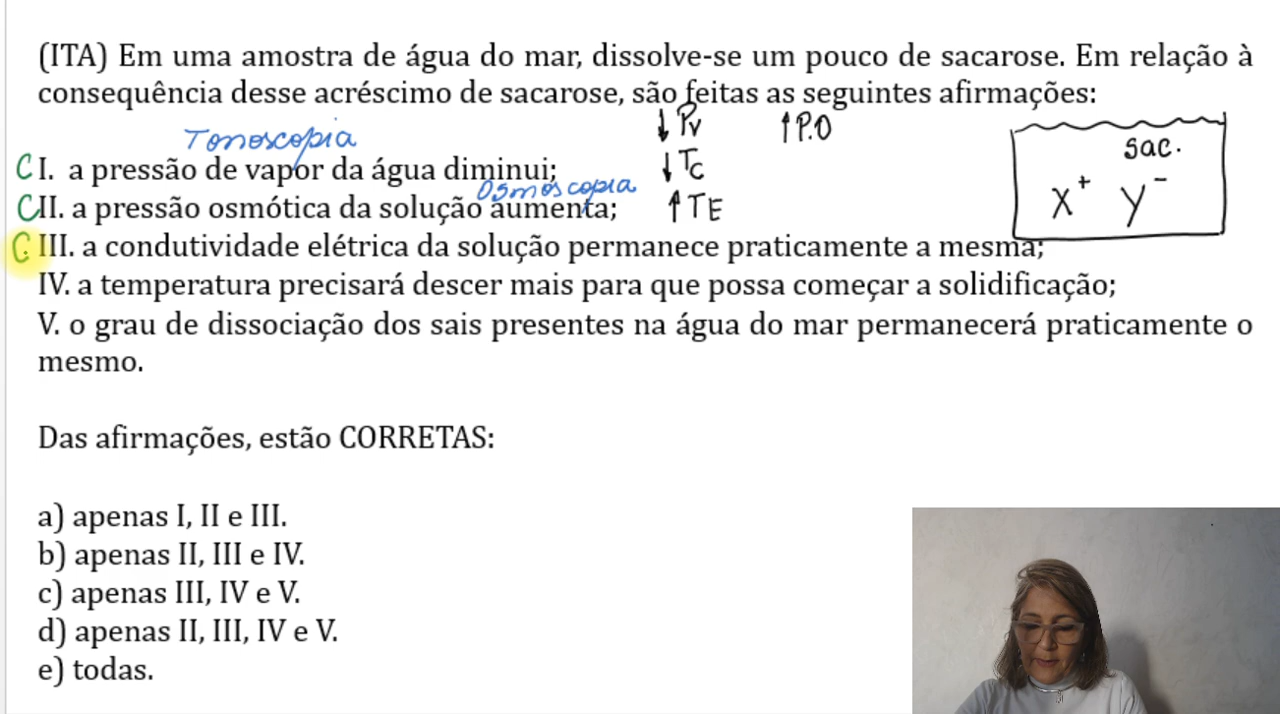 (ITA) Em uma amostra de água do mar, dissolve-se um pouco de sacarose. Em relação à
consequência desse acréscimo de sacarose, são feitas as seguintes afirmações:
↓ Pv ↑ P.O
Tonoscopia
sac.
C I. a pressão de vapor da água diminui;
↓ Tc
Osmoscopia
C II. a pressão osmótica da solução aumenta;
↑ TE
X⁺ Y⁻
C III. a condutividade elétrica da solução permanece praticamente a mesma;
IV. a temperatura precisará descer mais para que possa começar a solidificação;
V. o grau de dissociação dos sais presentes na água do mar permanecerá praticamente o
mesmo.
Das afirmações, estão CORRETAS:
a) apenas I, II e III.
b) apenas II, III e IV.
c) apenas III, IV e V.
d) apenas II, III, IV e V.
e) todas.